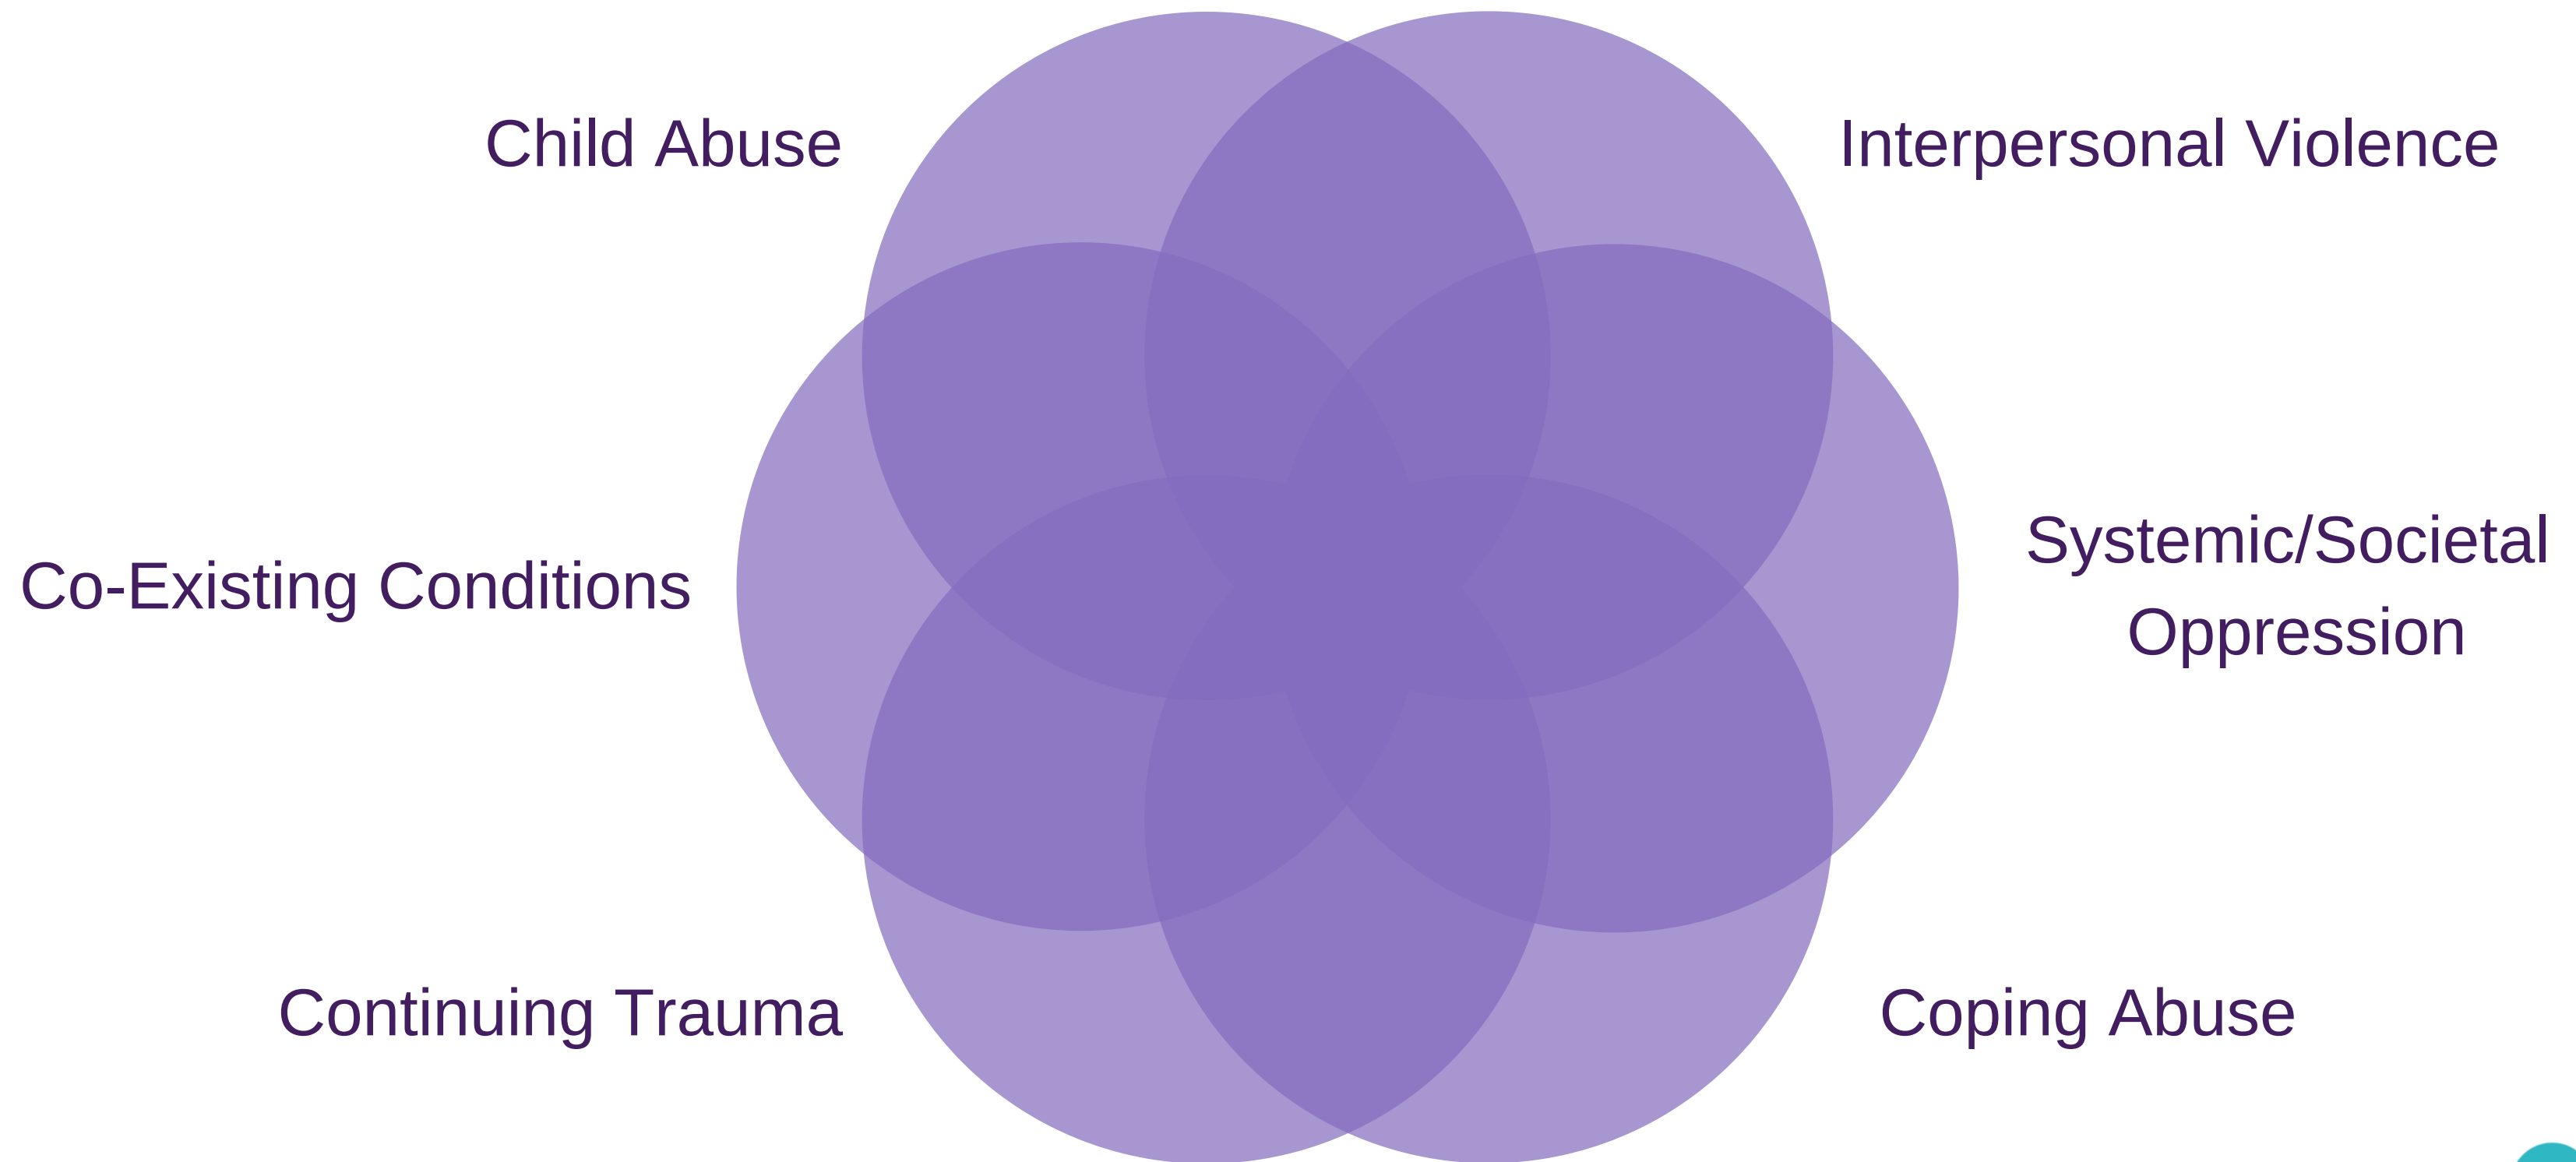 Child Abuse
Interpersonal Violence
Co-Existing Conditions
Systemic/Societal
Oppression
Continuing Trauma
Coping Abuse